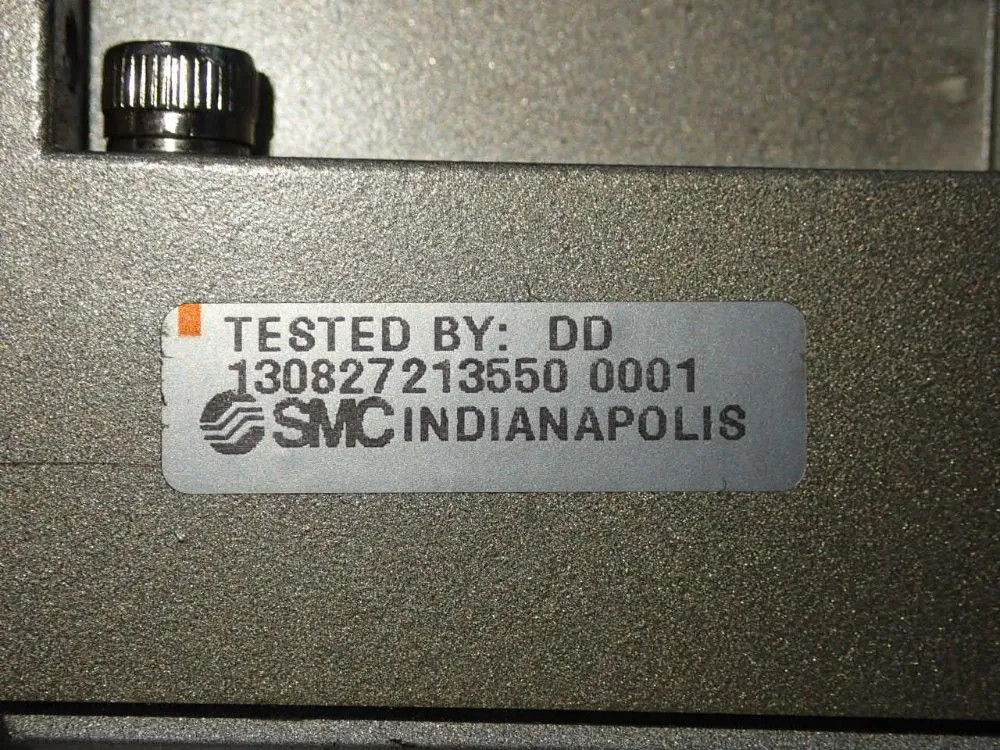 TESTED BY: DD
130827213550 0001
SMC INDIANAPOLIS